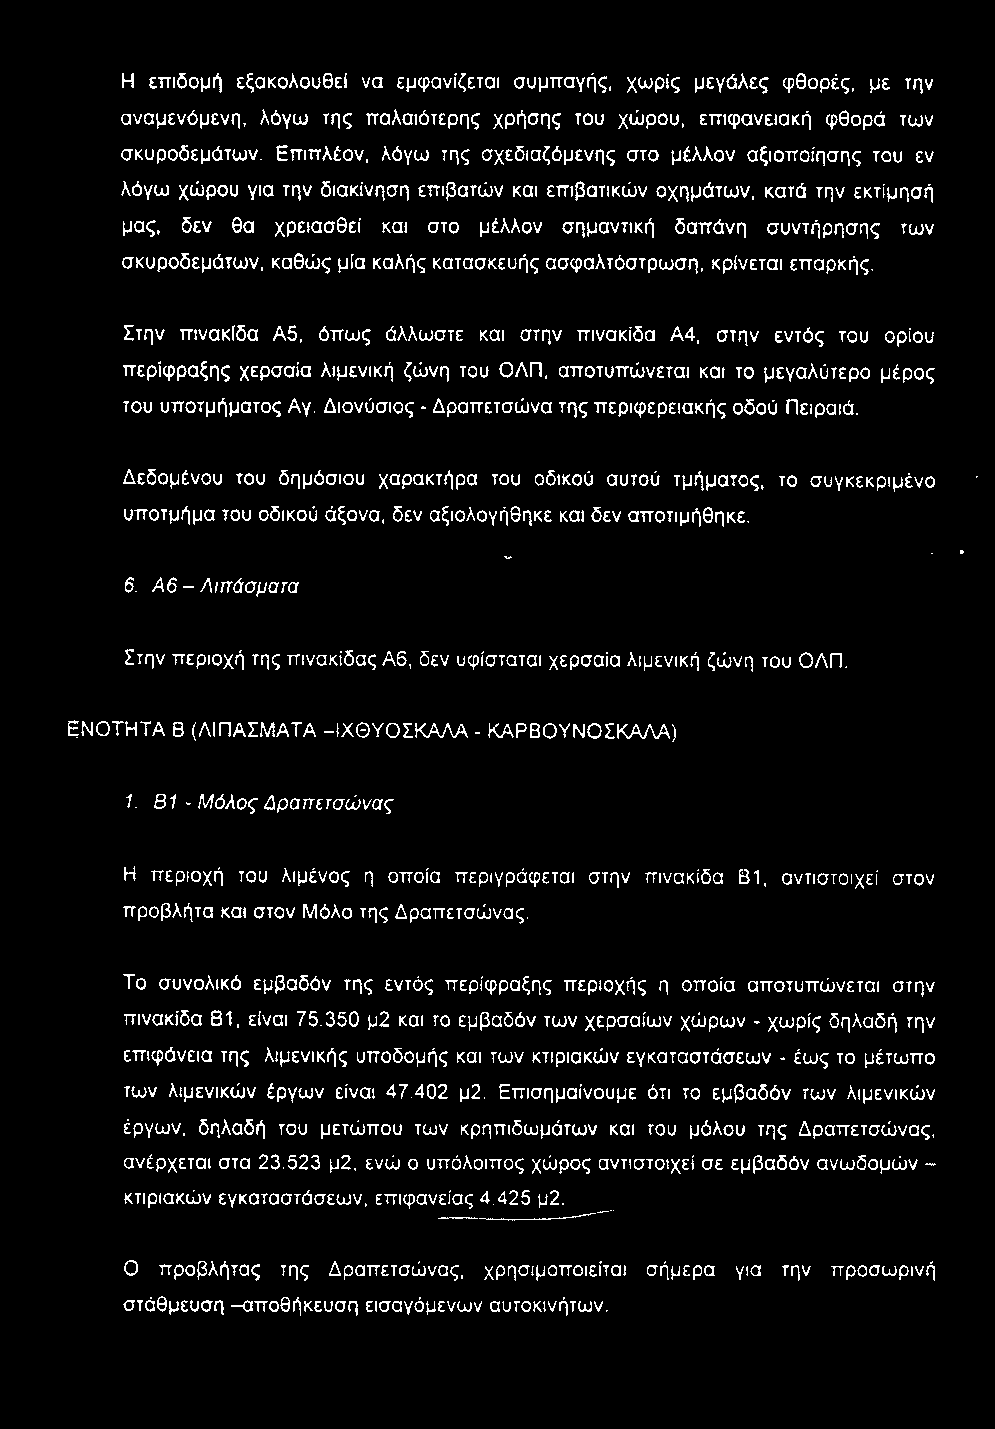 Η επιδομή εξακολουθεί να εμφανίζεται συμπαγής, χωρίς μεγάλες φθορές, με την
αναμενόμενη, λόγω της παλαιότερης χρήσης του χώρου, επιφανειακή φθορά των
σκυροδεμάτων. Επιπλέον, λόγω της σχεδιαζόμενης στο μέλλον αξιοποίησης του εν
λόγω χώρου για την διακίνηση επιβατών και επιβατικών οχημάτων, κατά την εκτίμησή
μας, δεν θα χρειασθεί και στο μέλλον σημαντική δαπάνη συντήρησης των
σκυροδεμάτων, καθώς μία καλής κατασκευής ασφαλτόστρωση, κρίνεται επαρκής.
Στην πινακίδα Α5, όπως άλλωστε και στην πινακίδα Α4, στην εντός του ορίου
περίφραξης χερσαία λιμενική ζώνη του ΟΛΠ, αποτυπώνεται και το μεγαλύτερο μέρος
του υποτμήματος Αγ. Διονύσιος - Δραπετσώνα της περιφερειακής οδού Πειραιά.
Δεδομένου του δημόσιου χαρακτήρα του οδικού αυτού τμήματος, το συγκεκριμένο
υποτμήμα του οδικού άξονα, δεν αξιολογήθηκε και δεν αποτιμήθηκε.
6. Α6 – Λιπάσματα
Στην περιοχή της πινακίδας Α6, δεν υφίσταται χερσαία λιμενική ζώνη του ΟΛΠ.
ΕΝΟΤΗΤΑ Β (ΛΙΠΑΣΜΑΤΑ –ΙΧΘΥΟΣΚΑΛΑ - ΚΑΡΒΟΥΝΟΣΚΑΛΑ)
1. Β1 - Μόλος Δραπετσώνας
Η περιοχή του λιμένος η οποία περιγράφεται στην πινακίδα Β1, αντιστοιχεί στον
προβλήτα και στον Μόλο της Δραπετσώνας.
Το συνολικό εμβαδόν της εντός περίφραξης περιοχής η οποία αποτυπώνεται στην
πινακίδα Β1, είναι 75.350 μ2 και το εμβαδόν των χερσαίων χώρων - χωρίς δηλαδή την
επιφάνεια της λιμενικής υποδομής και των κτιριακών εγκαταστάσεων - έως το μέτωπο
των λιμενικών έργων είναι 47.402 μ2. Επισημαίνουμε ότι το εμβαδόν των λιμενικών
έργων, δηλαδή του μετώπου των κρηπιδωμάτων και του μόλου της Δραπετσώνας,
ανέρχεται στα 23.523 μ2, ενώ ο υπόλοιπος χώρος αντιστοιχεί σε εμβαδόν ανωδομών –
κτιριακών εγκαταστάσεων, επιφανείας 4.425 μ2.
Ο προβλήτας της Δραπετσώνας, χρησιμοποιείται σήμερα για την προσωρινή
στάθμευση –αποθήκευση εισαγόμενων αυτοκινήτων.